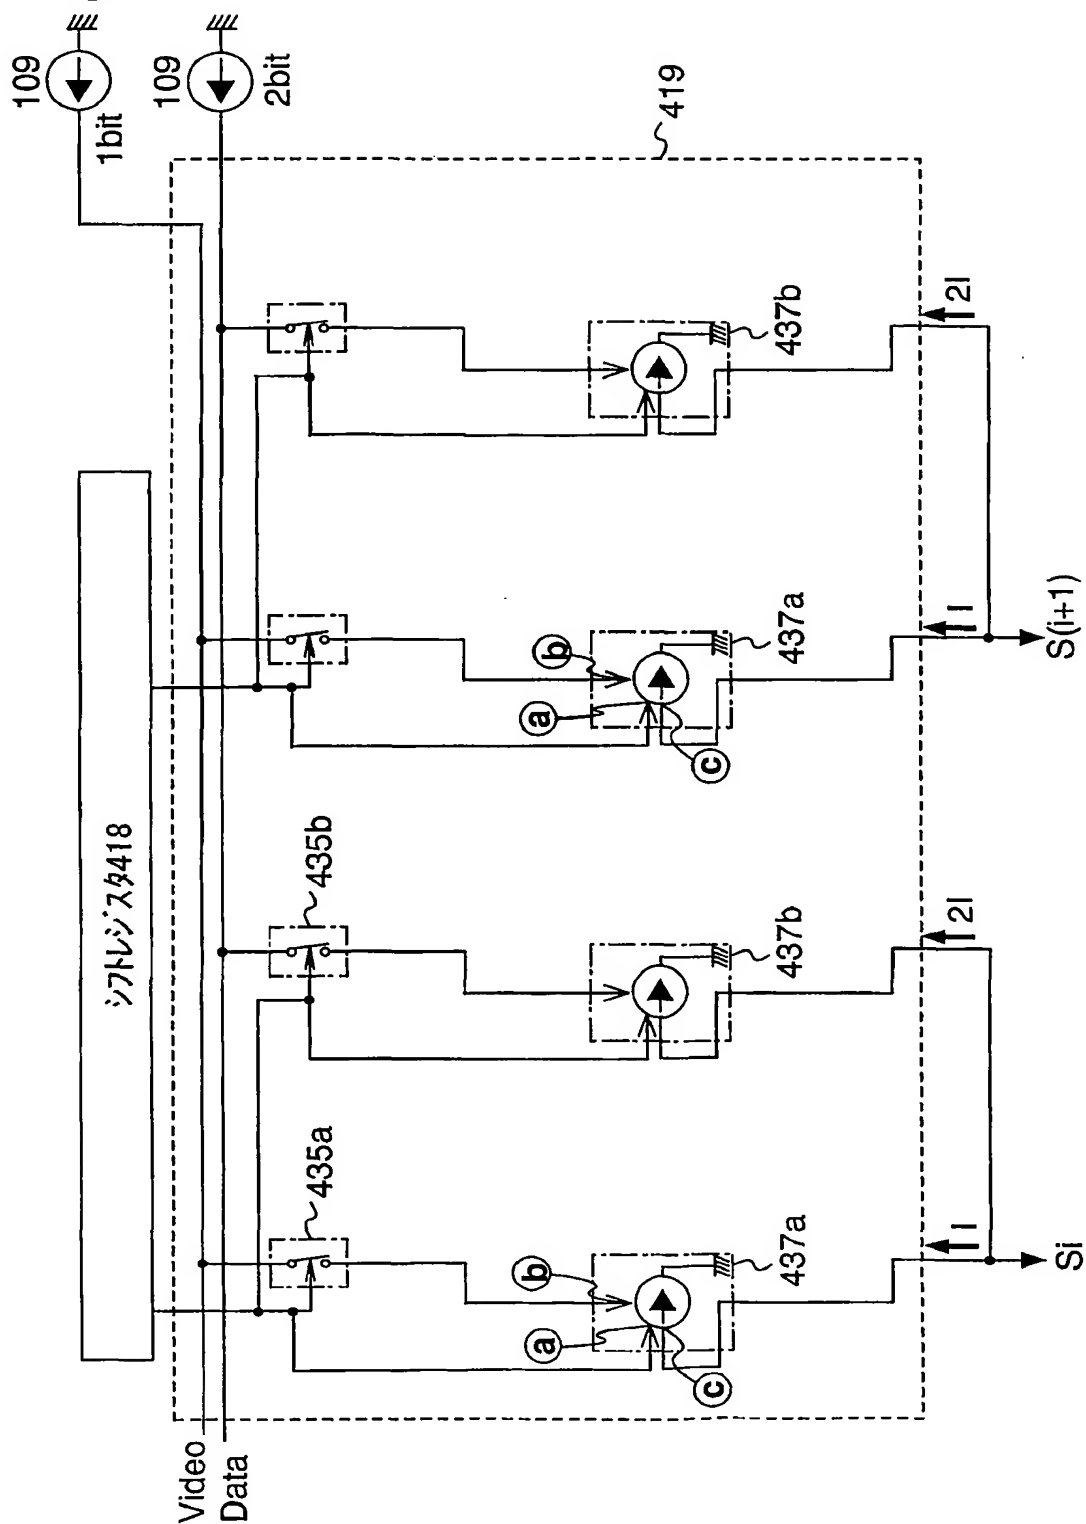 109
1bit
109
2bit
419
シフトレジスタ418
Video
Data
435a
435b
437a
437b
437a
437b
a
b
c
a
b
c
I
2I
I
2I
Si
S(i+1)